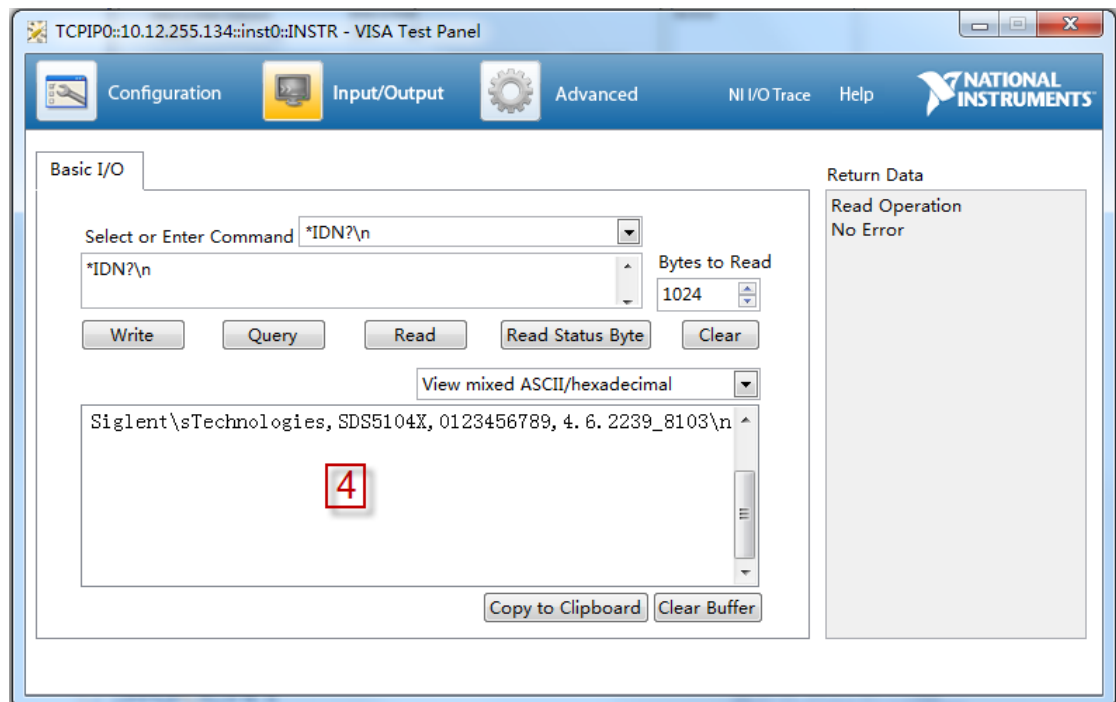 TCPIP0::10.12.255.134::inst0::INSTR - VISA Test Panel
Configuration
Input/Output
Advanced
NI I/O Trace
Help
NATIONAL
INSTRUMENTS
Basic I/O
Return Data
Read Operation
No Error
Select or Enter Command
*IDN?\n
*IDN?\n
Bytes to Read
1024
Write
Query
Read
Read Status Byte
Clear
View mixed ASCII/hexadecimal
Siglent\sTechnologies,SDS5104X,0123456789,4.6.2239_8103\n
4
Copy to Clipboard
Clear Buffer